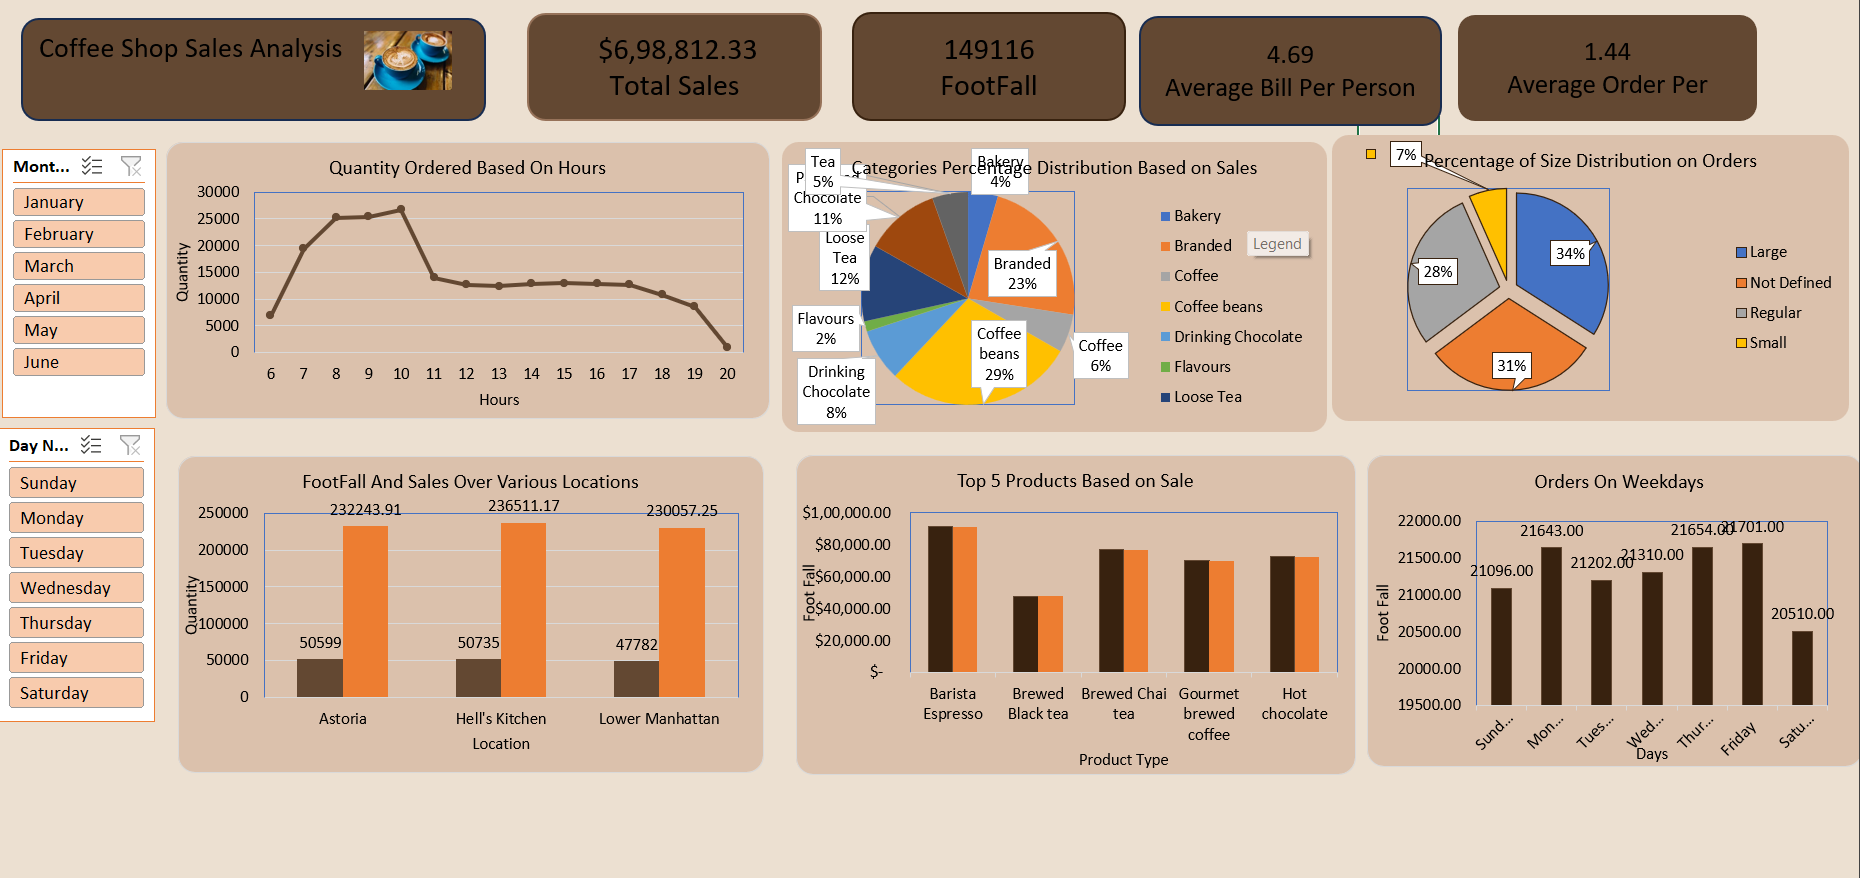 Coffee Shop Sales Analysis
$6,98,812.33
Total Sales
149116
FootFall
4.69
Average Bill Per Person
1.44
Average Order Per
Mont...
January
February
March
April
May
June
Day N...
Sunday
Monday
Tuesday
Wednesday
Thursday
Friday
Saturday
Quantity Ordered Based On Hours
Quantity
30000
25000
20000
15000
10000
5000
0
6 7 8 9 10 11 12 13 14 15 16 17 18 19 20
Hours
Categories Percentage Distribution Based on Sales
Tea
5%
Bakery
4%
Chocolate
11%
Loose
Tea
12%
Branded
23%
Flavours
2%
Coffee
beans
29%
Coffee
6%
Drinking
Chocolate
8%
Bakery
Branded
Coffee
Coffee beans
Drinking Chocolate
Flavours
Loose Tea
Legend
Percentage of Size Distribution on Orders
7%
34%
28%
31%
Large
Not Defined
Regular
Small
FootFall And Sales Over Various Locations
Quantity
250000
200000
150000
100000
50000
0
232243.91
236511.17
230057.25
50599
50735
47782
Astoria
Hell's Kitchen
Lower Manhattan
Location
Top 5 Products Based on Sale
Foot Fall
$1,00,000.00
$80,000.00
$60,000.00
$40,000.00
$20,000.00
$-
Barista
Espresso
Brewed
Black tea
Brewed Chai
tea
Gourmet
brewed
coffee
Hot
chocolate
Product Type
Orders On Weekdays
Foot Fall
22000.00
21500.00
21000.00
20500.00
20000.00
19500.00
21096.00
21643.00
21202.00
21310.00
21654.00
21701.00
20510.00
Sund...
Mon...
Tues...
Wed...
Thur...
Friday
Satu...
Days